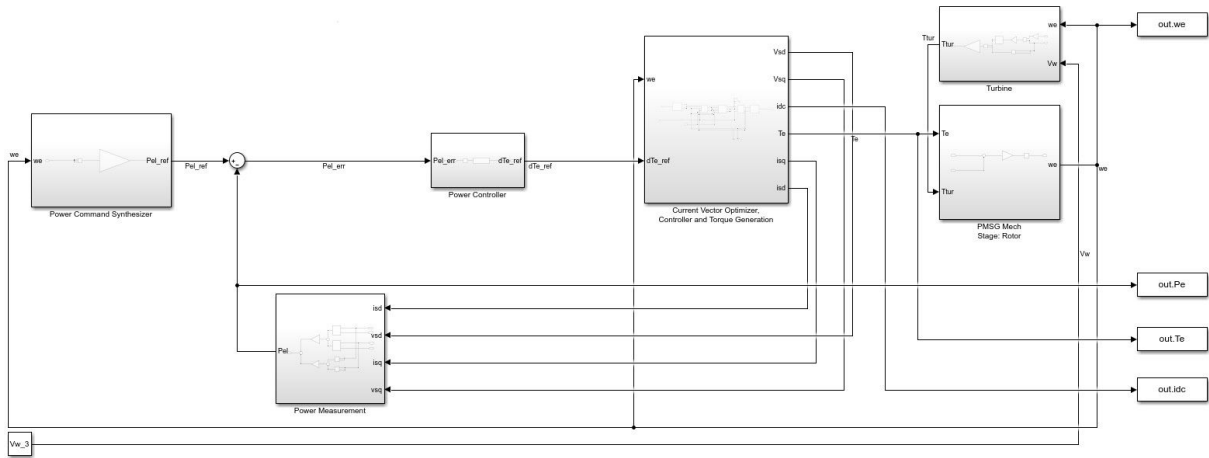 we
Ttur
Ttur
Vw
Turbine
out.we
Vsd
Vsq
we
idc
Te
Te
isq
dTe_ref
isd
Current Vector Optimizer,
Controller and Torque Generation
Te
we
we
Ttur
PMSG Mech
Stage: Rotor
Vw
we
we
Pel_ref
Pel_ref
Power Command Synthesizer
Pel_err
Pel_err
dTe_ref
dTe_ref
Power Controller
isd
vsd
Pel
isq
vsq
Power Measurement
out.Pe
out.Te
out.idc
Vw_3